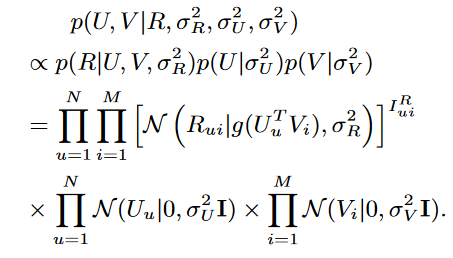 p(U, V|R, σ_R^2, σ_U^2, σ_V^2)
∝ p(R|U, V, σ_R^2)p(U|σ_U^2)p(V|σ_V^2)
= ∏_{u=1}^{N} ∏_{i=1}^{M} [𝒩(R_{ui}|g(U_u^T V_i), σ_R^2)]^{I_{ui}^R}
× ∏_{u=1}^{N} 𝒩(U_u|0, σ_U^2 𝐈) × ∏_{i=1}^{M} 𝒩(V_i|0, σ_V^2 𝐈).